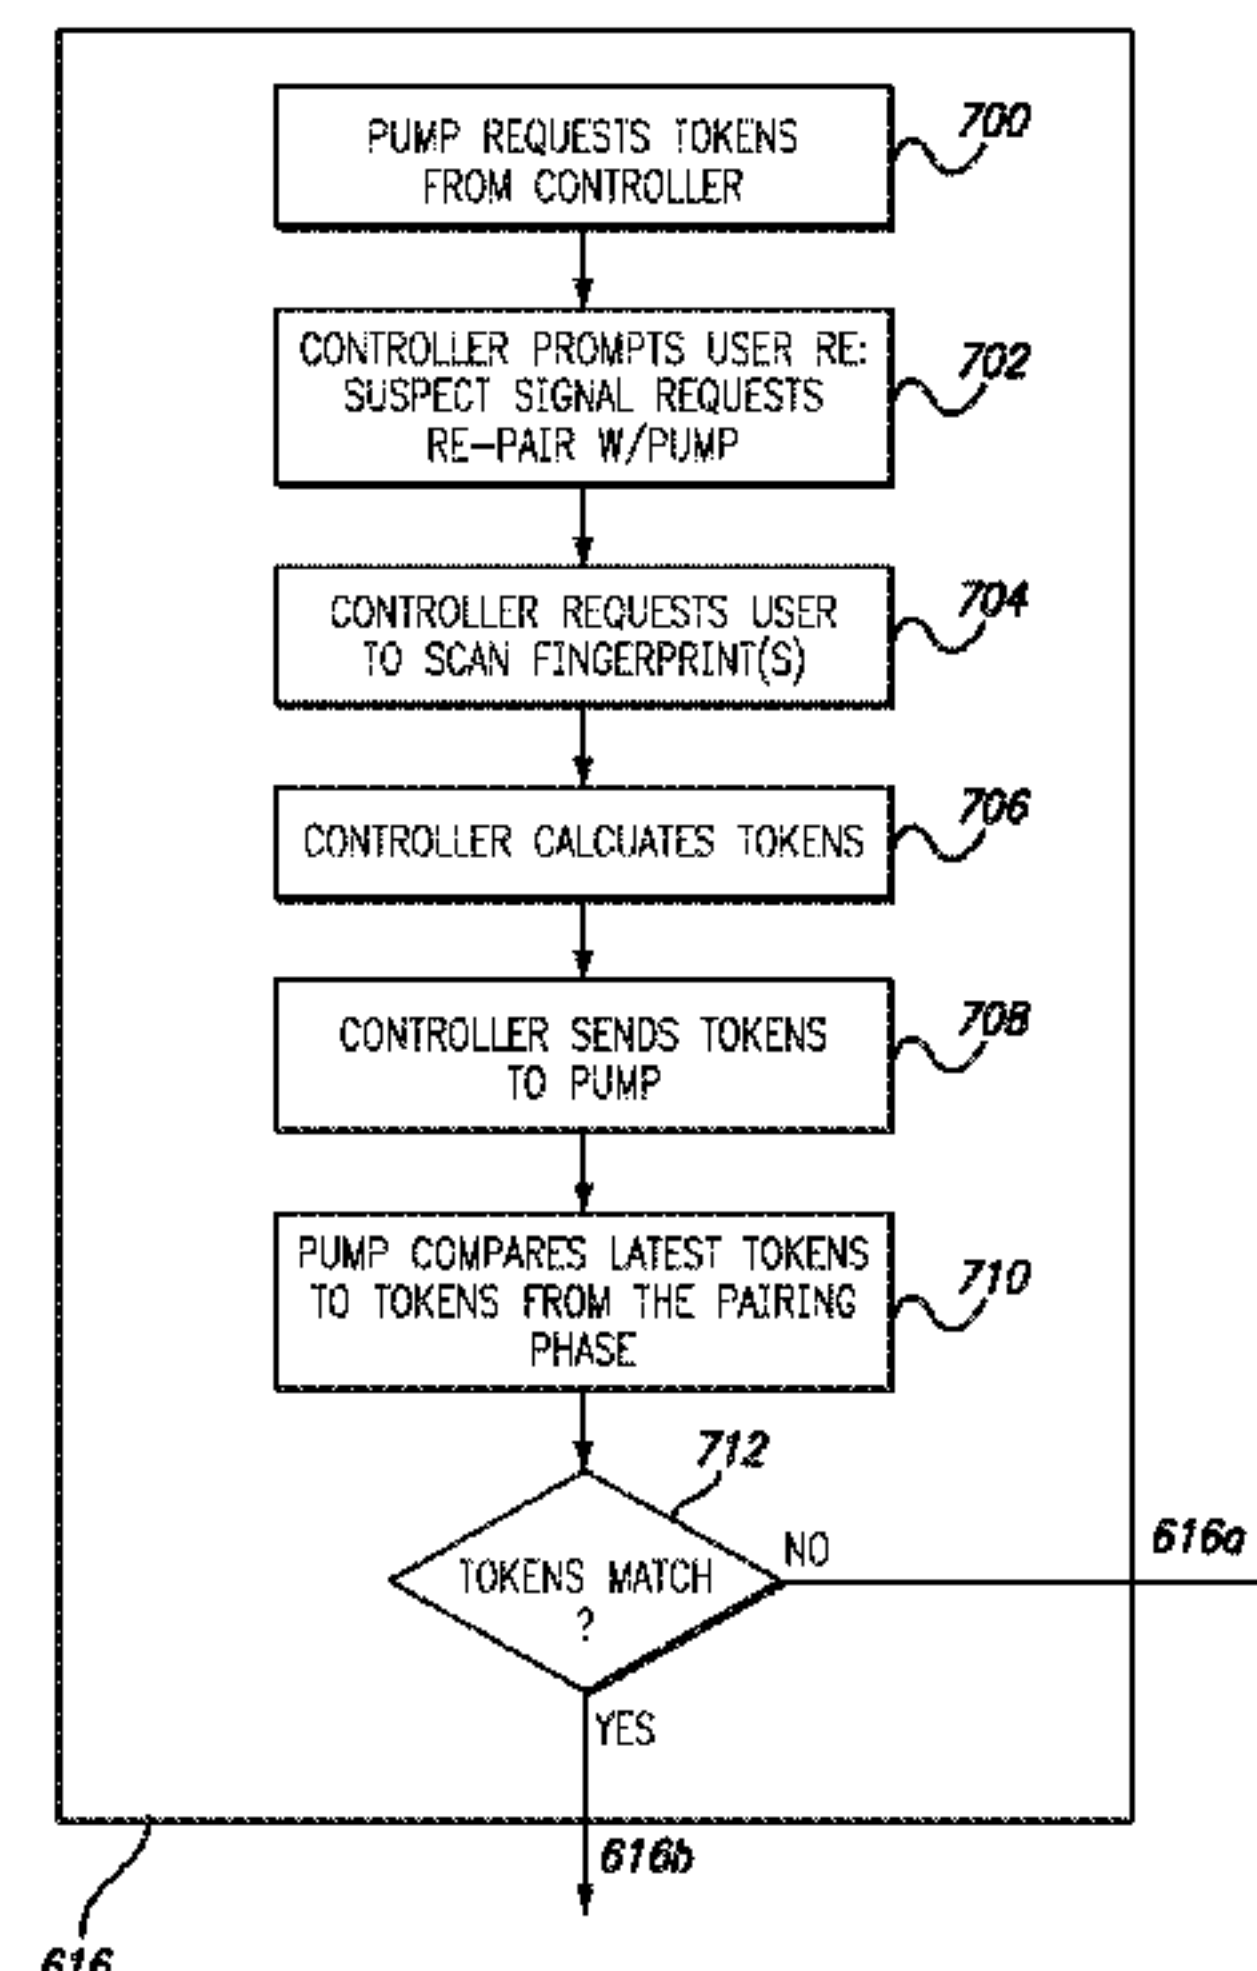 PUMP REQUESTS TOKENS
FROM CONTROLLER
700
CONTROLLER PROMPTS USER RE:
SUSPECT SIGNAL REQUESTS
RE-PAIR W/PUMP
702
CONTROLLER REQUESTS USER
TO SCAN FINGERPRINT(S)
704
CONTROLLER CALCUATES TOKENS
706
CONTROLLER SENDS TOKENS
TO PUMP
708
PUMP COMPARES LATEST TOKENS
TO TOKENS FROM THE PAIRING
PHASE
710
712
TOKENS MATCH
?
NO
616a
YES
616b
616